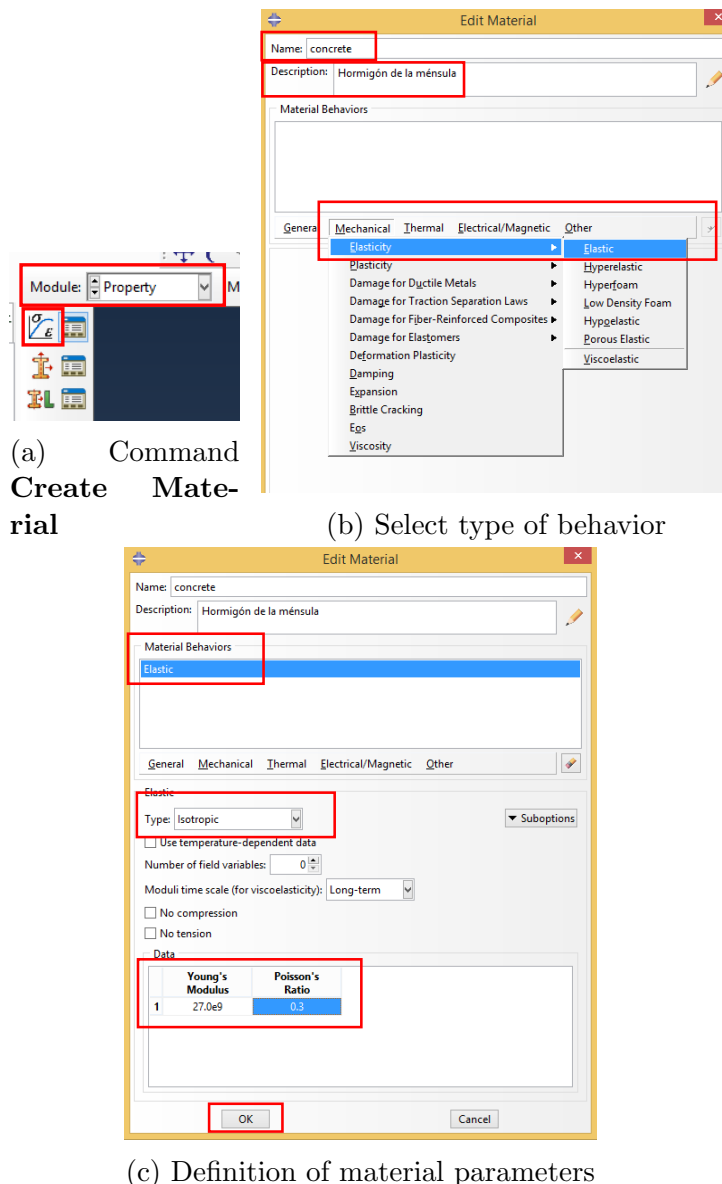 Module: Property
M
σ
ε
(a) Command
Create Mate-
rial
Edit Material
Name: concrete
Description: Hormigón de la ménsula
Material Behaviors
General Mechanical Thermal Electrical/Magnetic Other
Elasticity
Plasticity
Damage for Ductile Metals
Damage for Traction Separation Laws
Damage for Fiber-Reinforced Composites
Damage for Elastomers
Deformation Plasticity
Damping
Expansion
Brittle Cracking
Eos
Viscosity
Elastic
Hyperelastic
Hyperfoam
Low Density Foam
Hypoelastic
Porous Elastic
Viscoelastic
(b) Select type of behavior
Edit Material
Name: concrete
Description: Hormigón de la ménsula
Material Behaviors
Elastic
General Mechanical Thermal Electrical/Magnetic Other
Elastic
Type: Isotropic
Suboptions
Use temperature-dependent data
Number of field variables: 0
Moduli time scale (for viscoelasticity): Long-term
No compression
No tension
Data
Young's Poisson's
Modulus Ratio
1 27.0e9 0.3
OK Cancel
(c) Definition of material parameters